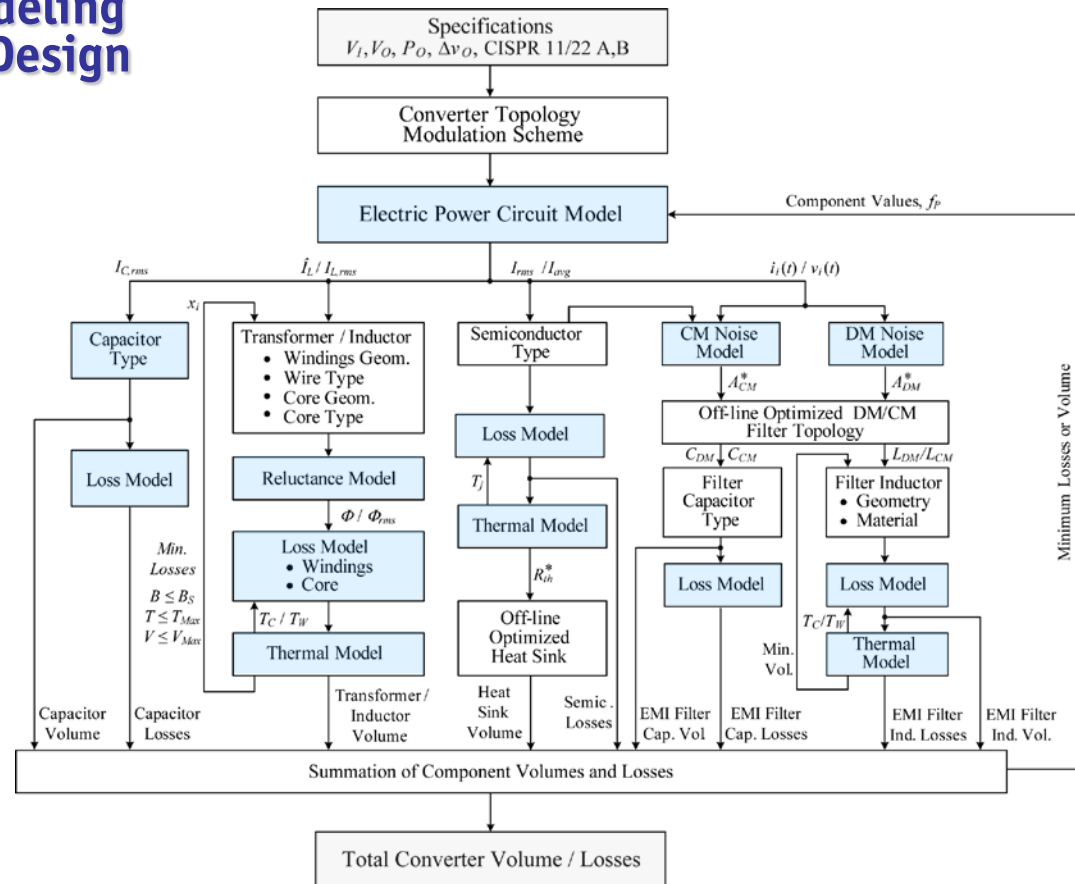 Design
Specifications
V_I, V_O, P_O, Δv_O, CISPR 11/22 A,B
Converter Topology
Modulation Scheme
Electric Power Circuit Model
Component Values, f_P
I_C,rms
Î_L / I_L,rms
I_rms / I_avg
i_i(t) / v_i(t)
x_i
Capacitor
Type
Transformer / Inductor
• Windings Geom.
• Wire Type
• Core Geom.
• Core Type
Semiconductor
Type
CM Noise
Model
DM Noise
Model
A*_CM
A*_DM
Off-line Optimized DM/CM
Filter Topology
Loss Model
Loss Model
Reluctance Model
Φ / Φ_rms
T_j
Thermal Model
C_DM
C_CM
L_DM/L_CM
Filter
Capacitor
Type
Filter Inductor
• Geometry
• Material
Minimum Losses or Volume
Min.
Losses
B ≤ B_S
T ≤ T_Max
V ≤ V_Max
Loss Model
• Windings
• Core
T_C / T_W
Thermal Model
R*_th
Off-line
Optimized
Heat Sink
Loss Model
Loss Model
T_C/T_W
Min.
Vol.
Thermal
Model
Capacitor
Volume
Capacitor
Losses
Transformer /
Inductor
Volume
Heat
Sink
Volume
Semic.
Losses
EMI Filter
Cap. Vol
EMI Filter
Cap. Losses
EMI Filter
Ind. Losses
EMI Filter
Ind. Vol.
Summation of Component Volumes and Losses
Total Converter Volume / Losses